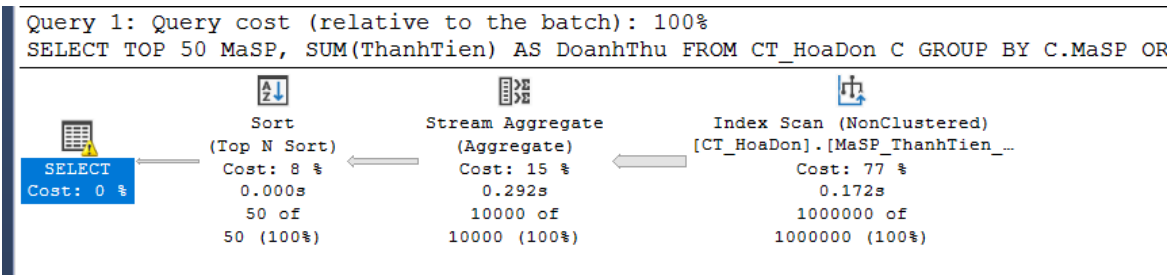 Query 1: Query cost (relative to the batch): 100%
SELECT TOP 50 MaSP, SUM(ThanhTien) AS DoanhThu FROM CT_HoaDon C GROUP BY C.MaSP OR
SELECT
Cost: 0 %
Sort
(Top N Sort)
Cost: 8 %
0.000s
50 of
50 (100%)
Stream Aggregate
(Aggregate)
Cost: 15 %
0.292s
10000 of
10000 (100%)
Index Scan (NonClustered)
[CT_HoaDon].[MaSP_ThanhTien_…
Cost: 77 %
0.172s
1000000 of
1000000 (100%)